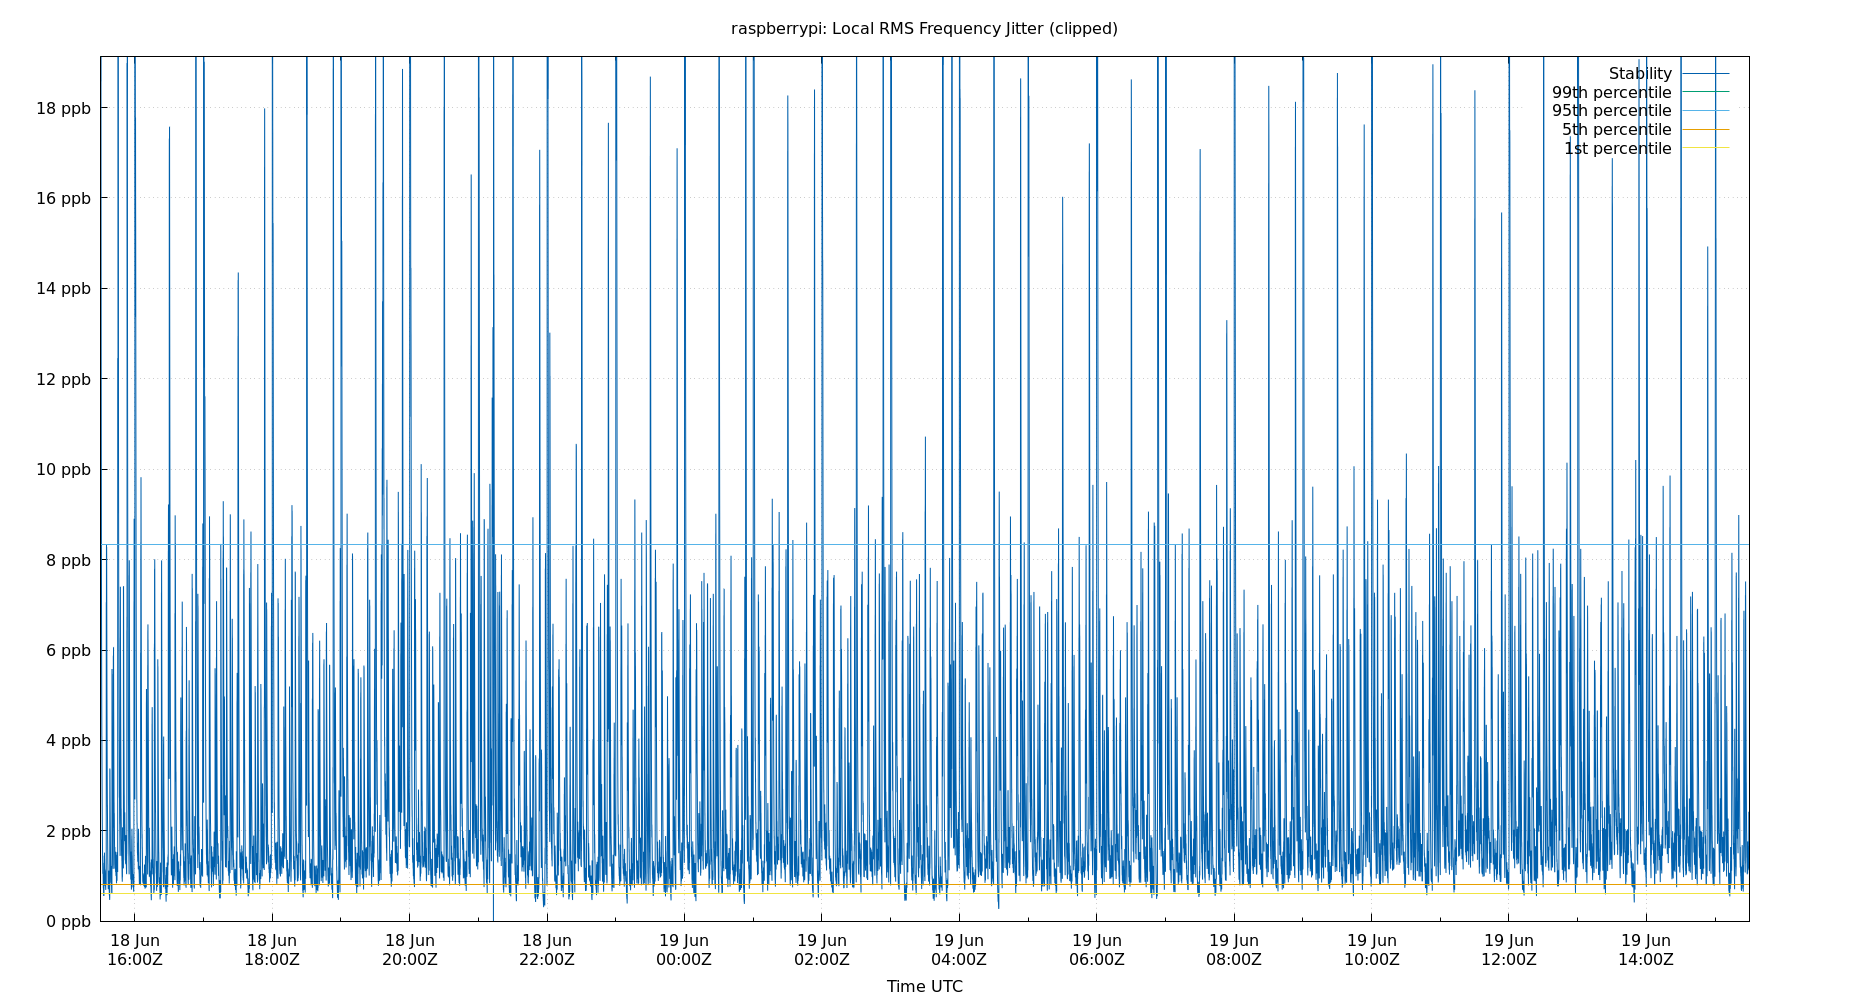 raspberrypi: Local RMS Frequency Jitter (clipped)
Stability
99th percentile
95th percentile
5th percentile
1st percentile
18 ppb
16 ppb
14 ppb
12 ppb
10 ppb
8 ppb
6 ppb
4 ppb
2 ppb
0 ppb
18 Jun 18 Jun 18 Jun 18 Jun 19 Jun 19 Jun 19 Jun 19 Jun 19 Jun 19 Jun 19 Jun 19 Jun
16:00Z 18:00Z 20:00Z 22:00Z 00:00Z 02:00Z 04:00Z 06:00Z 08:00Z 10:00Z 12:00Z 14:00Z
Time UTC